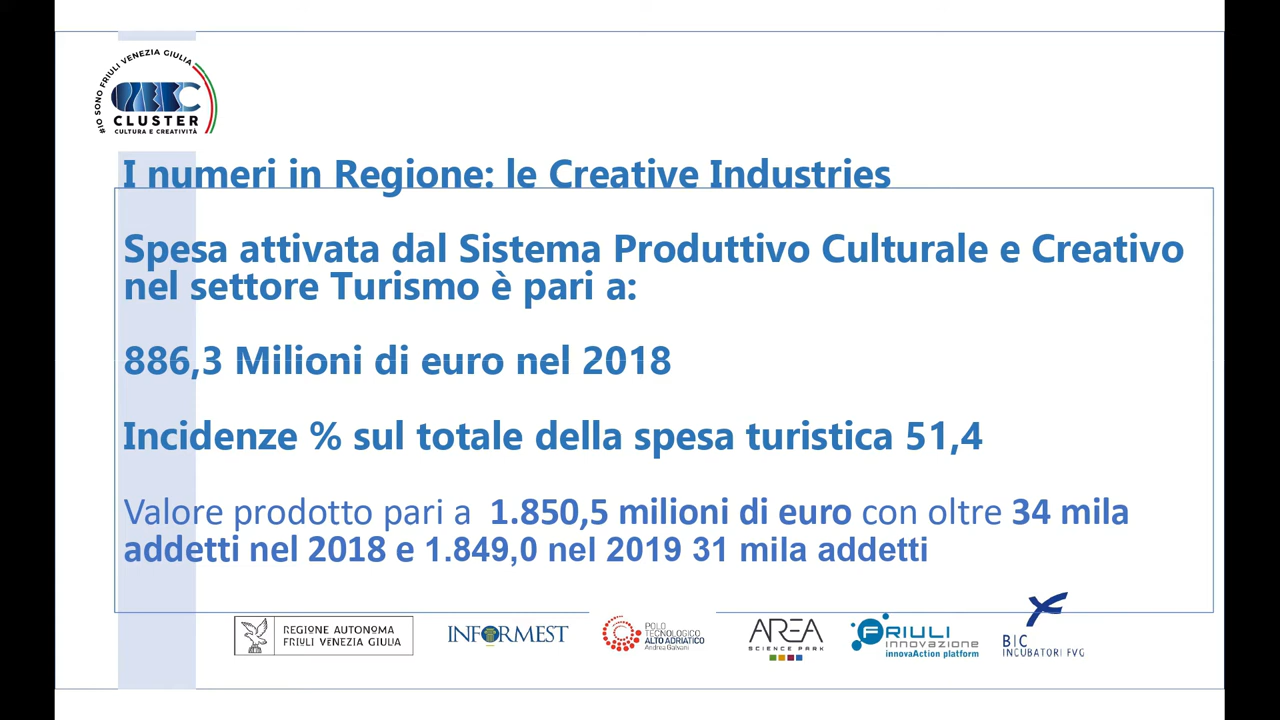 #IO SONO FRIULI VENEZIA GIULIA
CLUSTER
CULTURA E CREATIVITÀ
I numeri in Regione: le Creative Industries
Spesa attivata dal Sistema Produttivo Culturale e Creativo
nel settore Turismo è pari a:
886,3 Milioni di euro nel 2018
Incidenze % sul totale della spesa turistica 51,4
Valore prodotto pari a 1.850,5 milioni di euro con oltre 34 mila
addetti nel 2018 e 1.849,0 nel 2019 31 mila addetti
REGIONE AUTONOMA
FRIULI VENEZIA GIULIA
INFORMEST
POLO
TECNOLOGICO
ALTO ADRIATICO
Andrea Galvani
AREA
SCIENCE PARK
FRIULI
innovazione
innovaAction platform
BIC
INCUBATORI FVG